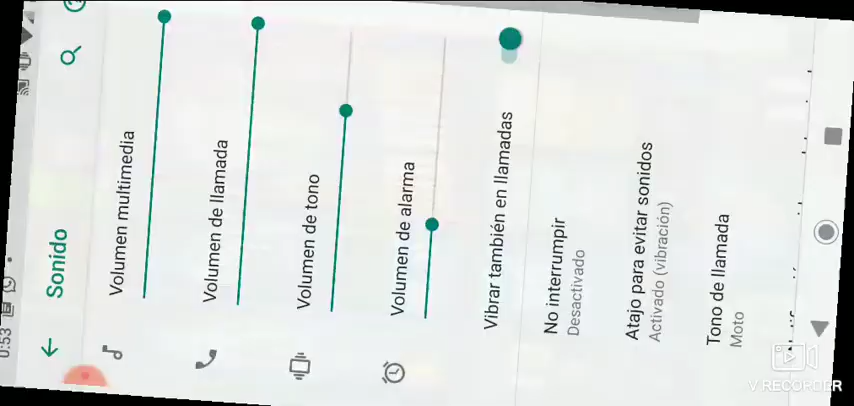 0:53
Sonido
Volumen multimedia
Volumen de llamada
Volumen de tono
Volumen de alarma
Vibrar también en llamadas
No interrumpir
Desactivado
Atajo para evitar sonidos
Activado (vibración)
Tono de llamada
Moto
V RECORDER